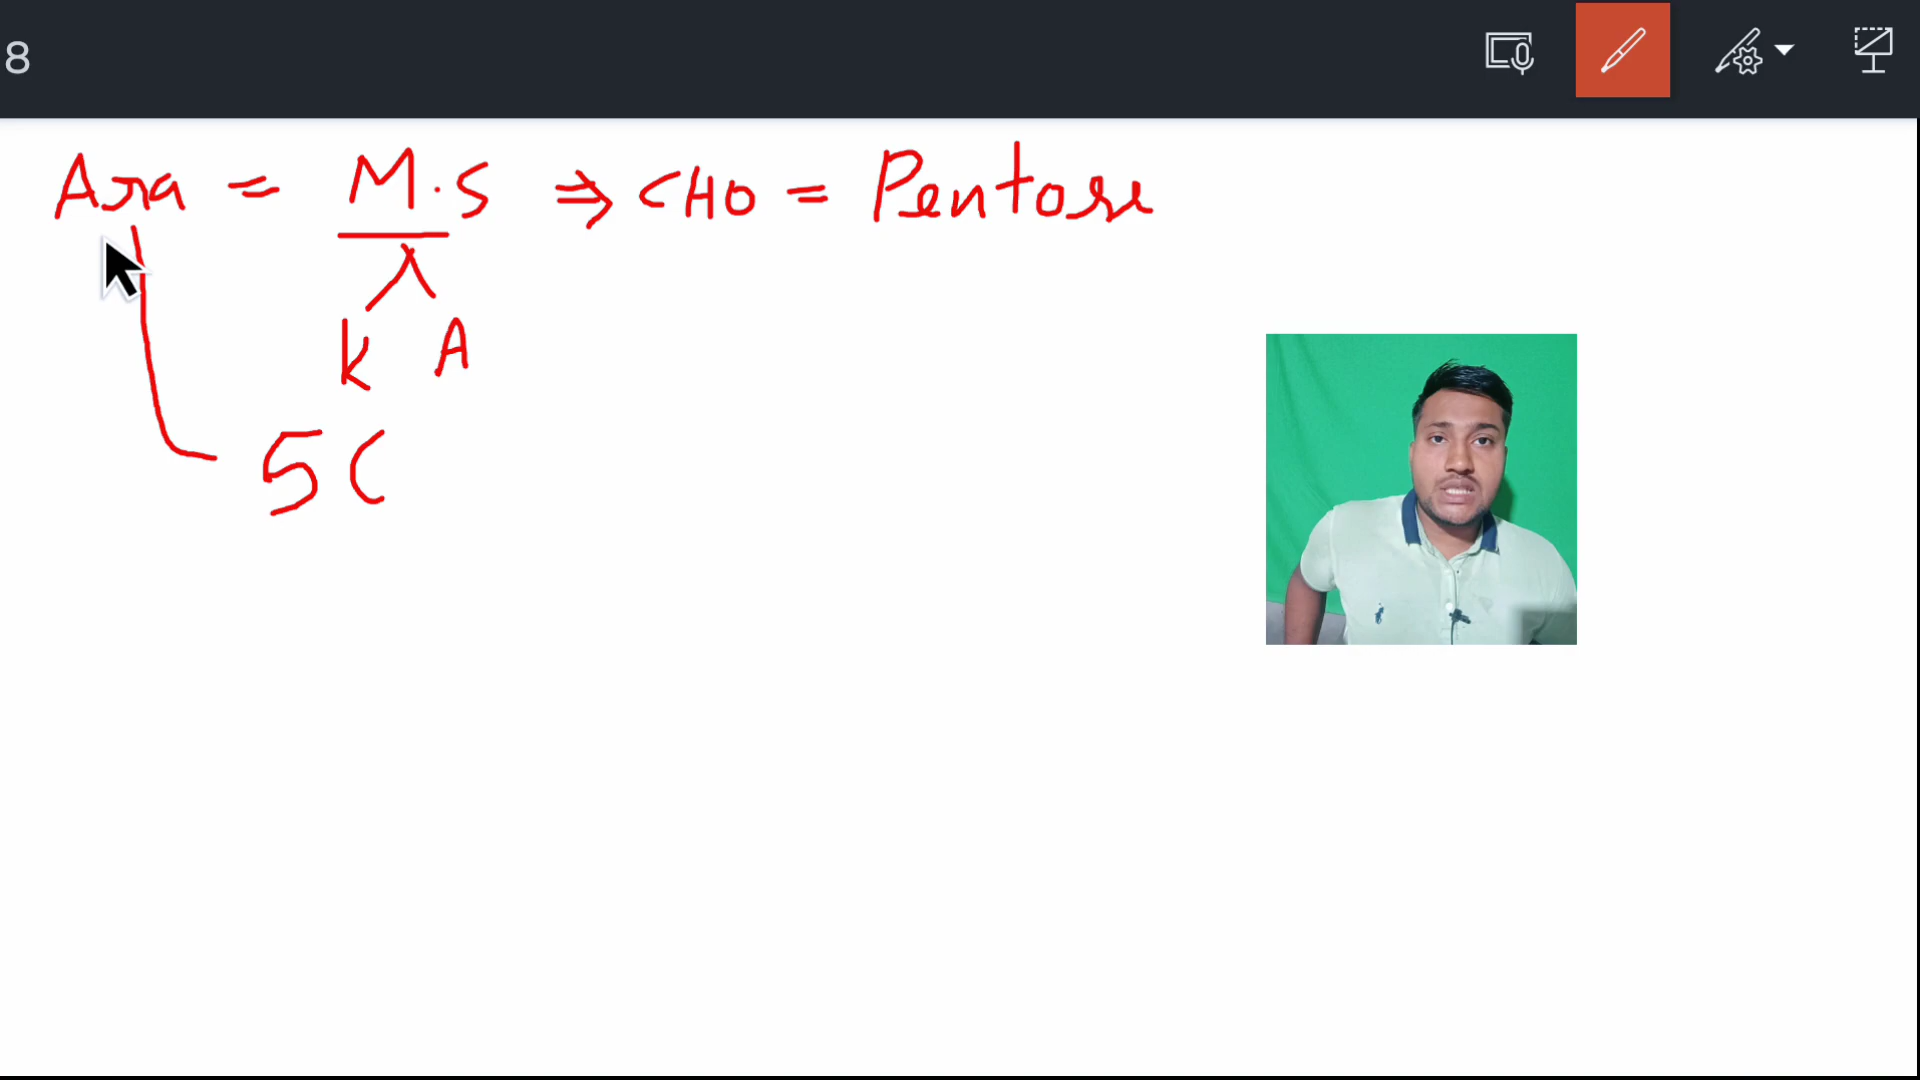 8
Ara = M.S ⇒ CHO = Pentose
K A
5C